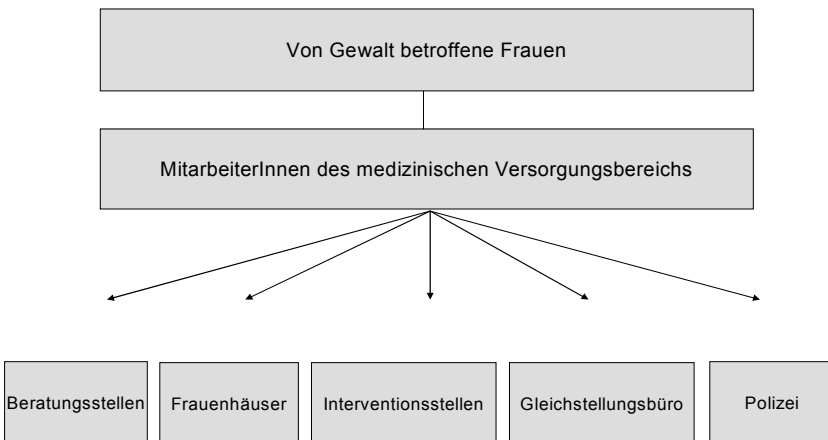 Von Gewalt betroffene Frauen
MitarbeiterInnen des medizinischen Versorgungsbereichs
Beratungsstellen
Frauenhäuser
Interventionsstellen
Gleichstellungsbüro
Polizei